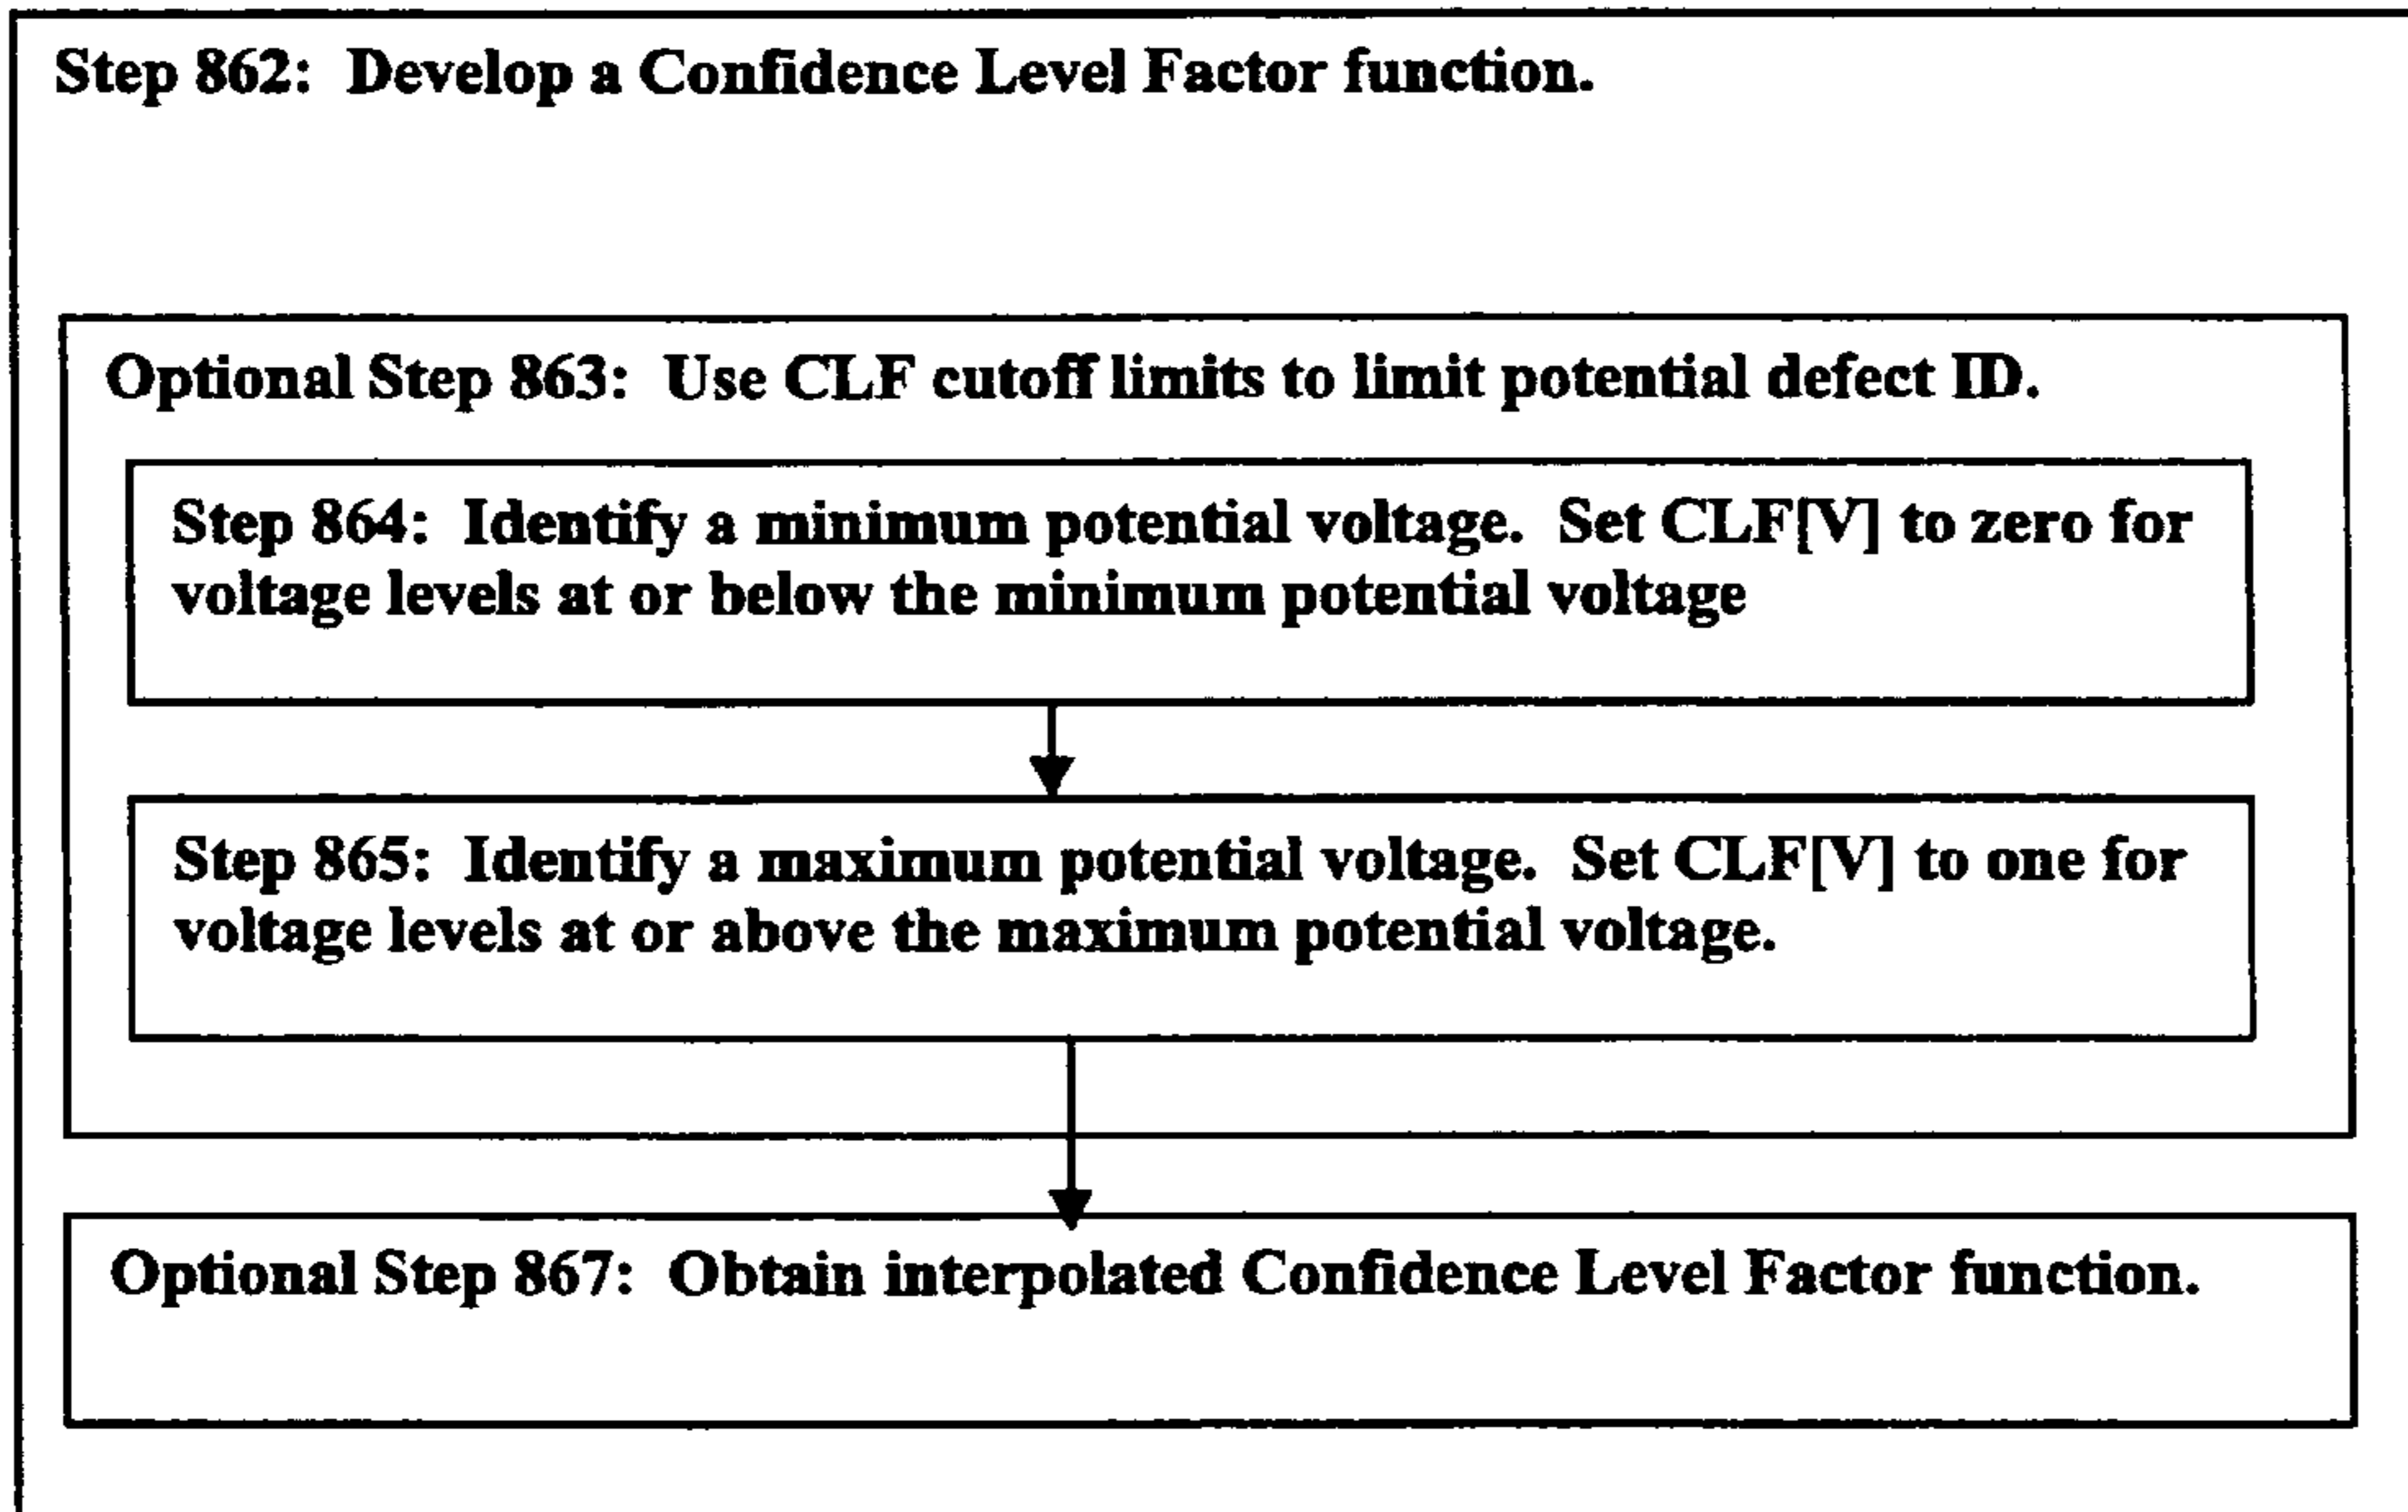 Step 862: Develop a Confidence Level Factor function.
Optional Step 863: Use CLF cutoff limits to limit potential defect ID.
Step 864: Identify a minimum potential voltage. Set CLF[V] to zero for
voltage levels at or below the minimum potential voltage
Step 865: Identify a maximum potential voltage. Set CLF[V] to one for
voltage levels at or above the maximum potential voltage.
Optional Step 867: Obtain interpolated Confidence Level Factor function.